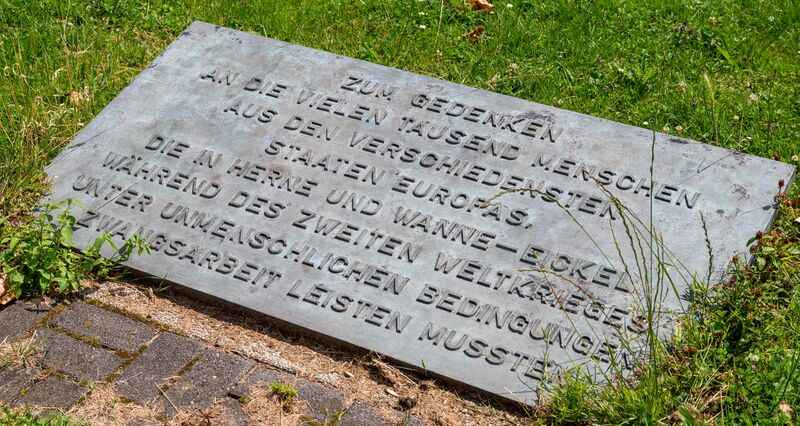 ZUM GEDENKEN
AN DIE VIELEN TAUSEND MENSCHEN
AUS DEN VERSCHIEDENSTEN
STAATEN EUROPAS,
DIE IN HERNE UND WANNE-EICKEL
WÄHREND DES ZWEITEN WELTKRIEGES
UNTER UNMENSCHLICHEN BEDINGUNGEN
ZWANGSARBEIT LEISTEN MUSSTEN